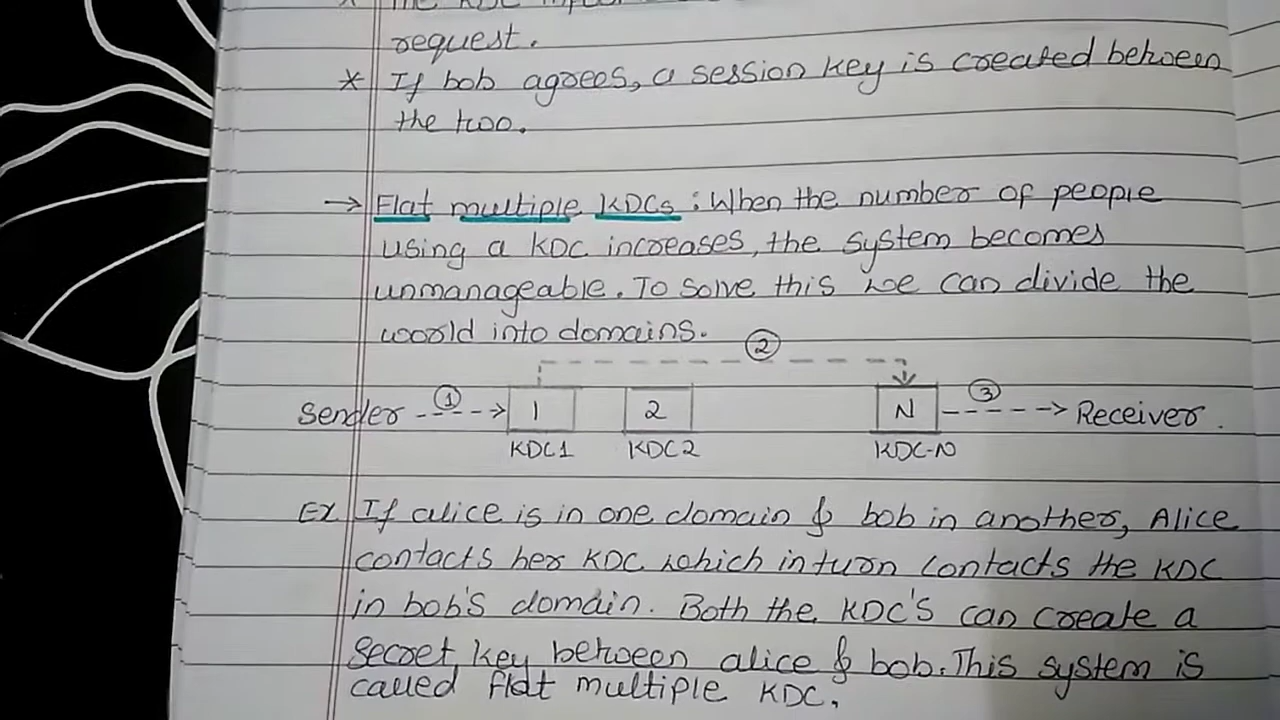 request.
* If bob agrees, a session key is created between
the two.
→ Flat multiple KDCs : When the number of people
using a KDC increases, the system becomes
unmanageable. To solve this we can divide the
world into domains.
2
Sender 1 1 2 N 3 Receiver.
KDC1 KDC2 KDC-N
Ex If alice is in one domain & bob in another, Alice
contacts her KDC which in turn contacts the KDC
in bob's domain. Both the KDC's can create a
secret key between alice & bob. This system is
called flat multiple KDC.